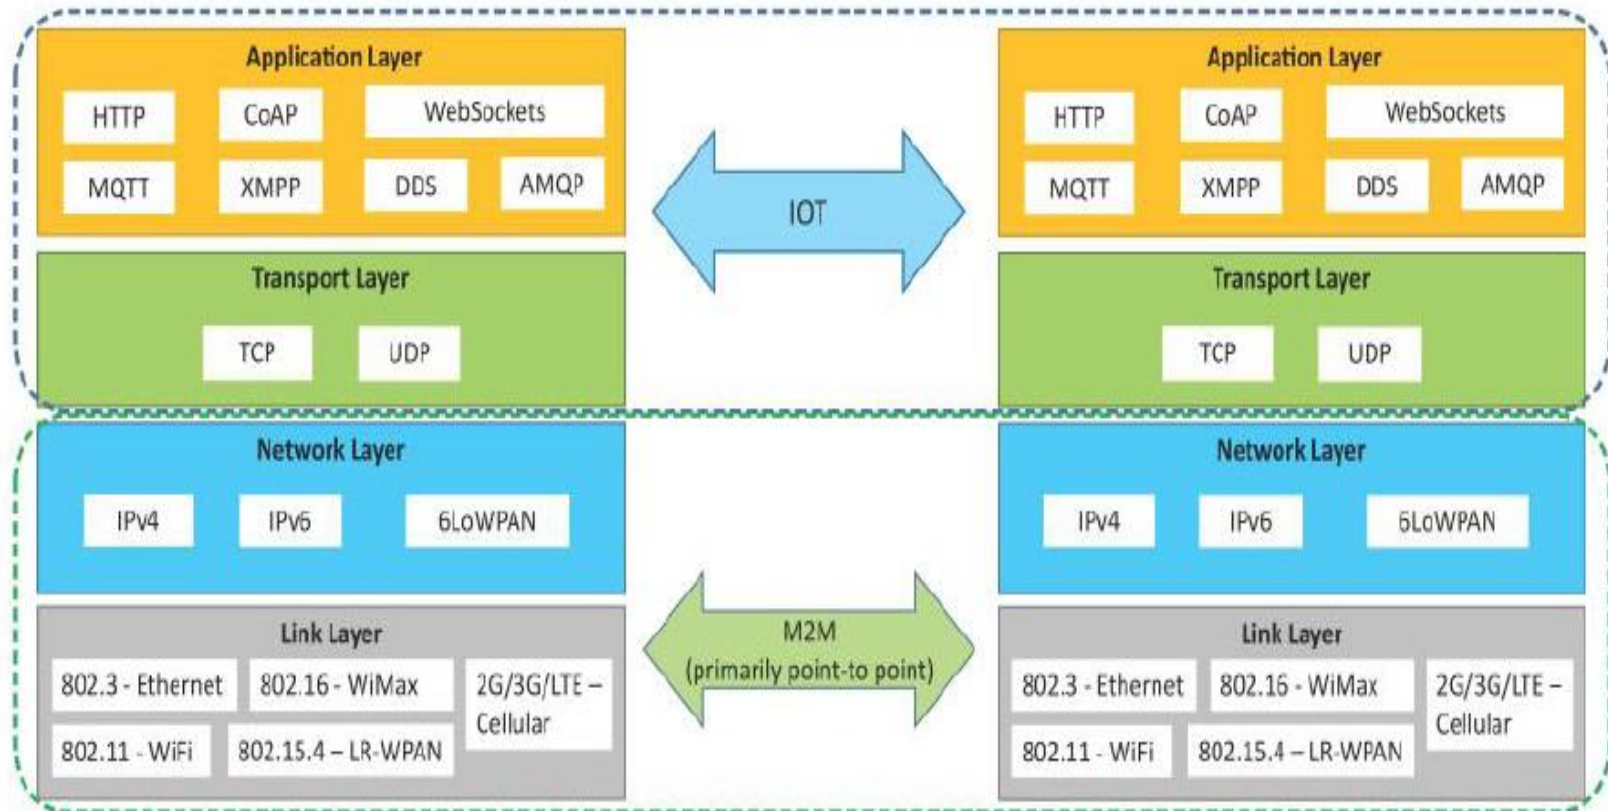 Application Layer
HTTP
CoAP
WebSockets
MQTT
XMPP
DDS
AMQP
Transport Layer
TCP
UDP
Network Layer
IPv4
IPv6
6LoWPAN
Link Layer
802.3 - Ethernet
802.16 - WiMax
2G/3G/LTE –
Cellular
802.11 - WiFi
802.15.4 – LR-WPAN
IOT
M2M
(primarily point-to point)
Application Layer
HTTP
CoAP
WebSockets
MQTT
XMPP
DDS
AMQP
Transport Layer
TCP
UDP
Network Layer
IPv4
IPv6
6LoWPAN
Link Layer
802.3 - Ethernet
802.16 - WiMax
2G/3G/LTE –
Cellular
802.11 - WiFi
802.15.4 – LR-WPAN